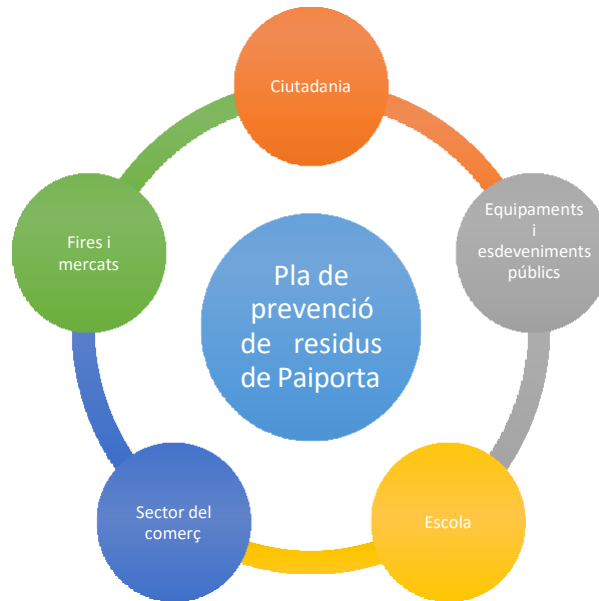 Ciutadania
Equipaments
i
esdeveniments
públics
Fires i
mercats
Pla de
prevenció
de residus
de Paiporta
Sector del
comerç
Escola